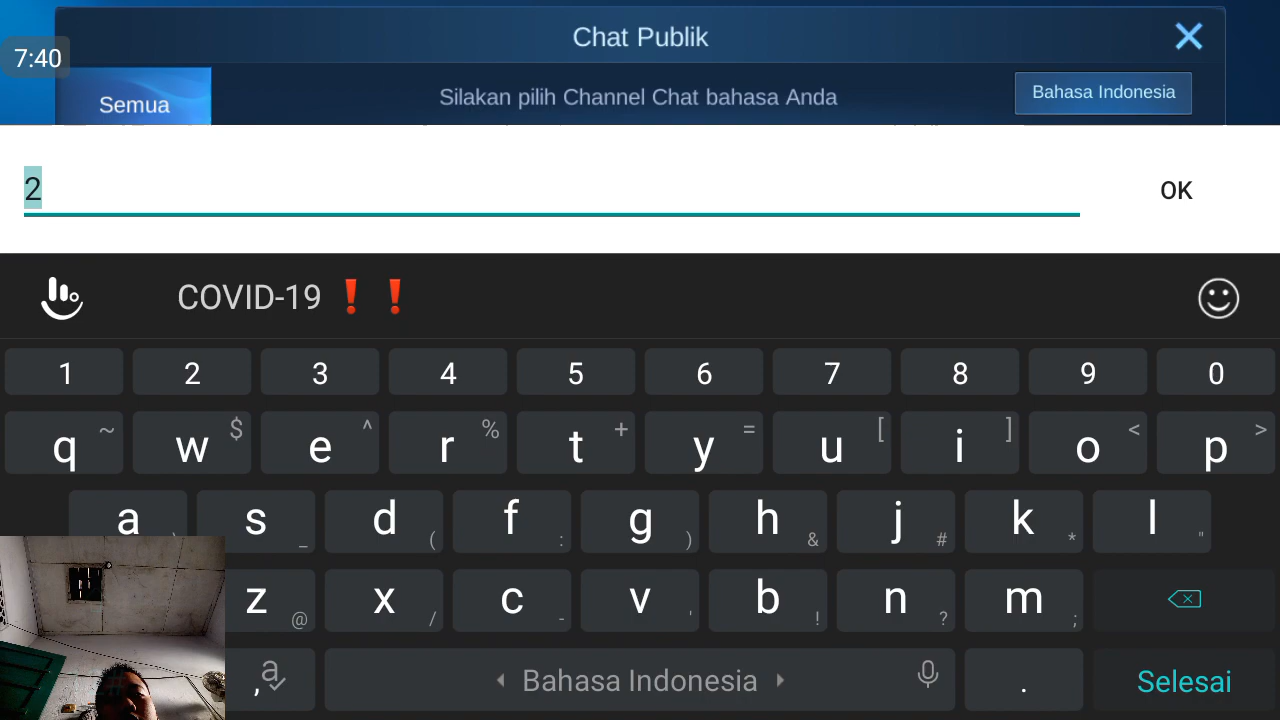 Chat Publik
7:40
Semua
Silakan pilih Channel Chat bahasa Anda
Bahasa Indonesia
2
OK
COVID-19 ❗ ❗
1 2 3 4 5 6 7 8 9 0
q ~ w $ e ^ r % t + y = u [ i ] o < p >
a s _ d ( f : g ) h & j # k * l "
z @ x / c - v ' b ! n ? m ;
, a Bahasa Indonesia . Selesai